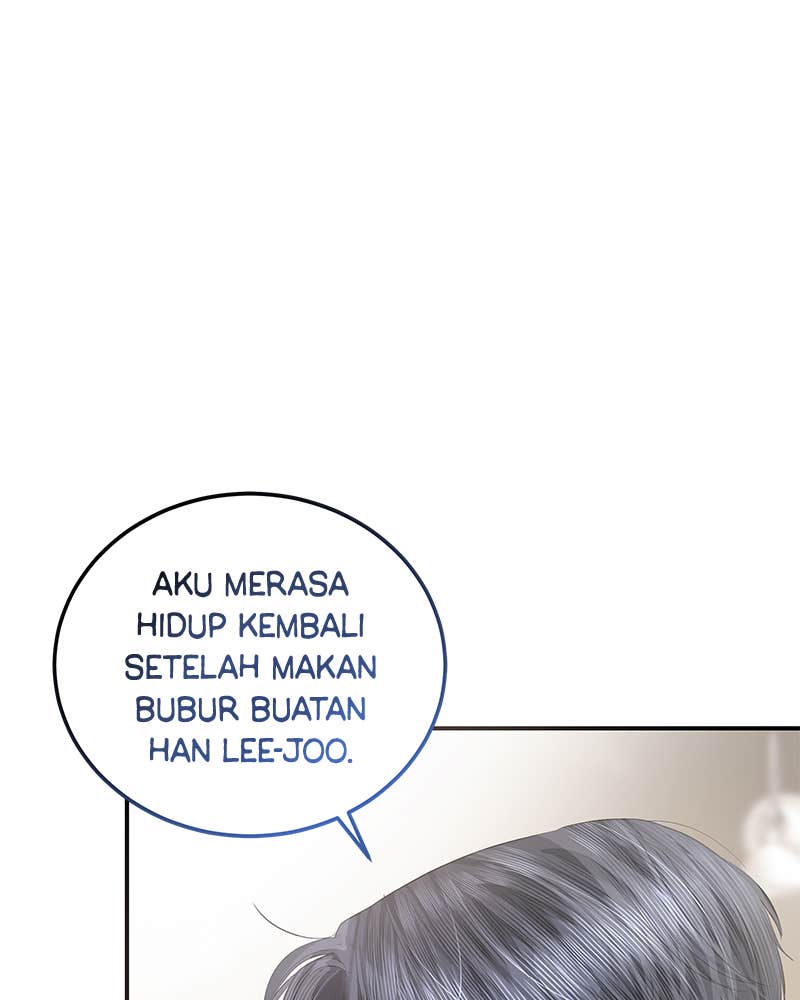 AKU MERASA
HIDUP KEMBALI
SETELAH MAKAN
BUBUR BUATAN
HAN LEE-JOO.